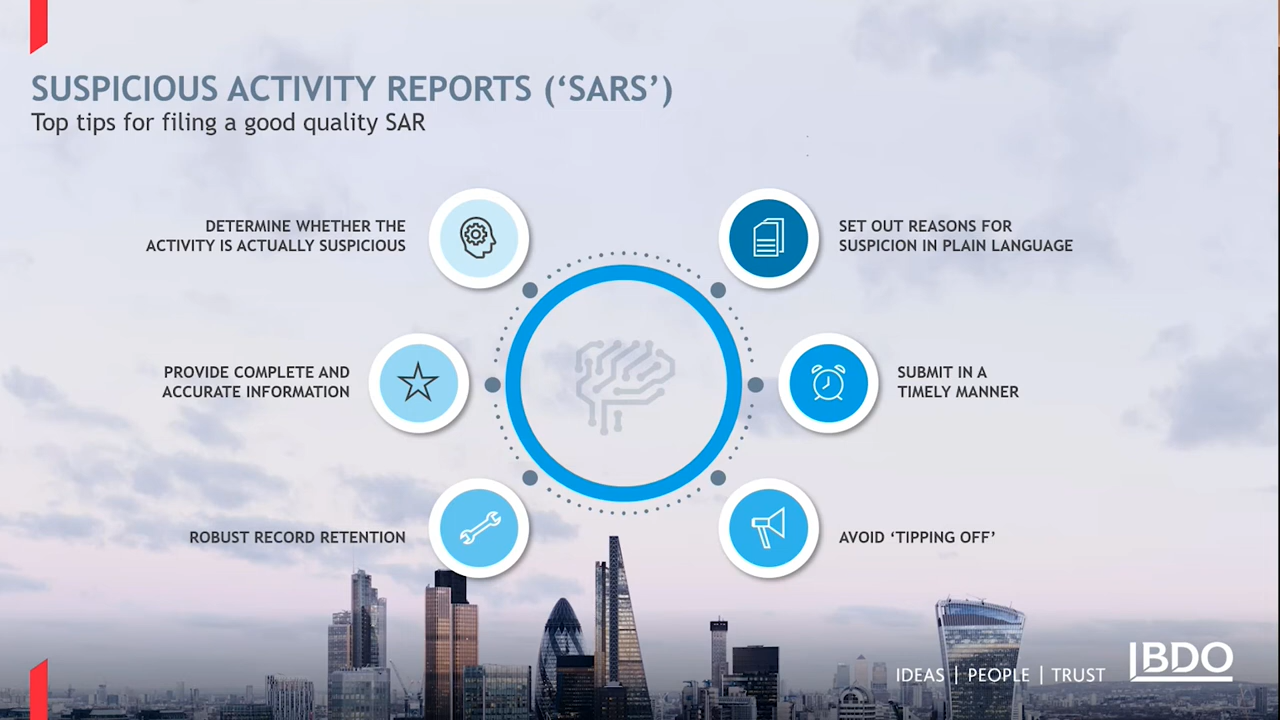 SUSPICIOUS ACTIVITY REPORTS (‘SARS’)
Top tips for filing a good quality SAR
DETERMINE WHETHER THE
ACTIVITY IS ACTUALLY SUSPICIOUS
SET OUT REASONS FOR
SUSPICION IN PLAIN LANGUAGE
PROVIDE COMPLETE AND
ACCURATE INFORMATION
SUBMIT IN A
TIMELY MANNER
ROBUST RECORD RETENTION
AVOID ‘TIPPING OFF’
IDEAS | PEOPLE | TRUST
BDO